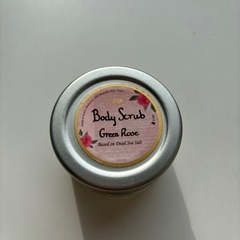 Body Scrub
Green Rose
Based on Dead Sea Salt